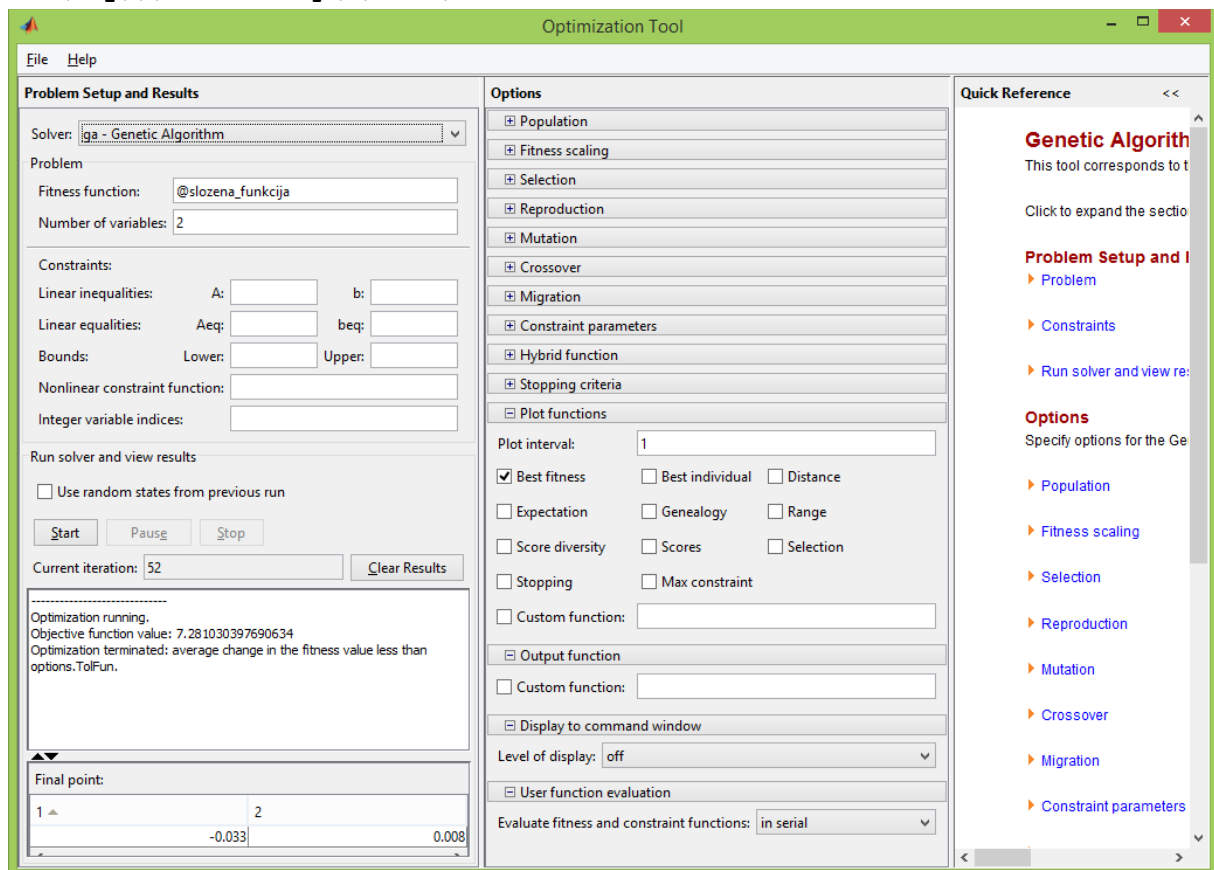 Optimization Tool
File Help
Problem Setup and Results
Solver: ga - Genetic Algorithm
Problem
Fitness function: @slozena_funkcija
Number of variables: 2
Constraints:
Linear inequalities: A: b:
Linear equalities: Aeq: beq:
Bounds: Lower: Upper:
Nonlinear constraint function:
Integer variable indices:
Run solver and view results
Use random states from previous run
Start Pause Stop
Current iteration: 52 Clear Results
------------------------------
Optimization running.
Objective function value: 7.281030397690634
Optimization terminated: average change in the fitness value less than
options.TolFun.
Final point:
1 2
-0.033 0.008
Options
Population
Fitness scaling
Selection
Reproduction
Mutation
Crossover
Migration
Constraint parameters
Hybrid function
Stopping criteria
Plot functions
Plot interval: 1
Best fitness Best individual Distance
Expectation Genealogy Range
Score diversity Scores Selection
Stopping Max constraint
Custom function:
Output function
Custom function:
Display to command window
Level of display: off
User function evaluation
Evaluate fitness and constraint functions: in serial
Quick Reference <<
Genetic Algorith
This tool corresponds to t
Click to expand the sectio
Problem Setup and
Problem
Constraints
Run solver and view re
Options
Specify options for the Ge
Population
Fitness scaling
Selection
Reproduction
Mutation
Crossover
Migration
Constraint parameters